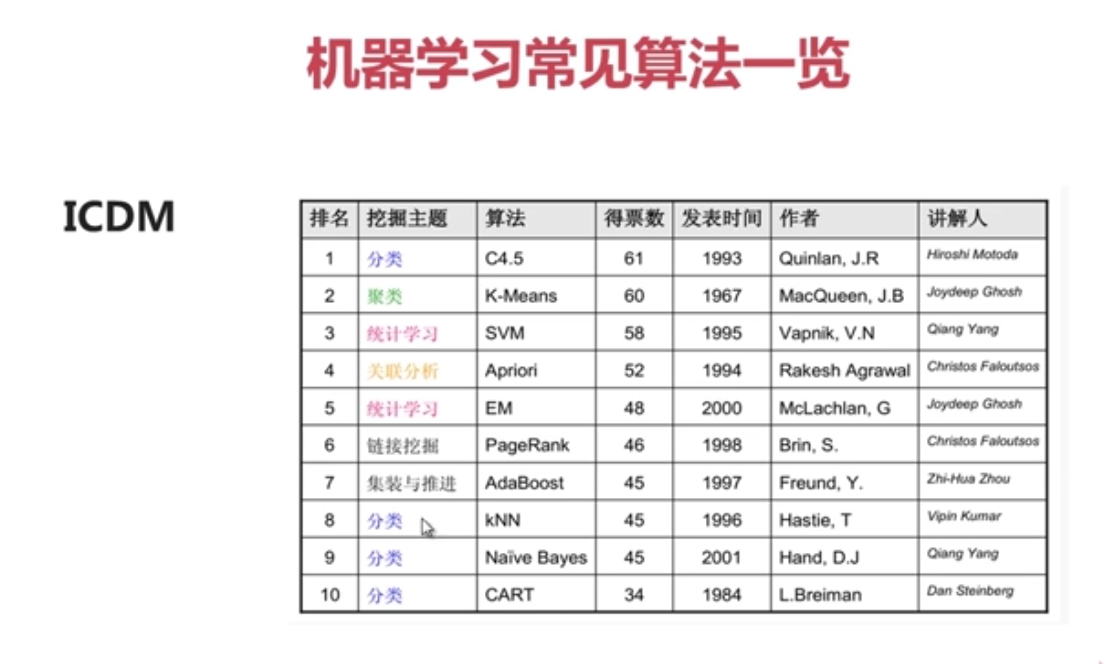 机器学习常见算法一览
ICDM
排名 挖掘主题 算法 得票数 发表时间 作者 讲解人
1 分类 C4.5 61 1993 Quinlan, J.R Hiroshi Motoda
2 聚类 K-Means 60 1967 MacQueen, J.B Joydeep Ghosh
3 统计学习 SVM 58 1995 Vapnik, V.N Qiang Yang
4 关联分析 Apriori 52 1994 Rakesh Agrawal Christos Faloutsos
5 统计学习 EM 48 2000 McLachlan, G Joydeep Ghosh
6 链接挖掘 PageRank 46 1998 Brin, S. Christos Faloutsos
7 集装与推进 AdaBoost 45 1997 Freund, Y. Zhi-Hua Zhou
8 分类 kNN 45 1996 Hastie, T Vipin Kumar
9 分类 Naïve Bayes 45 2001 Hand, D.J Qiang Yang
10 分类 CART 34 1984 L.Breiman Dan Steinberg